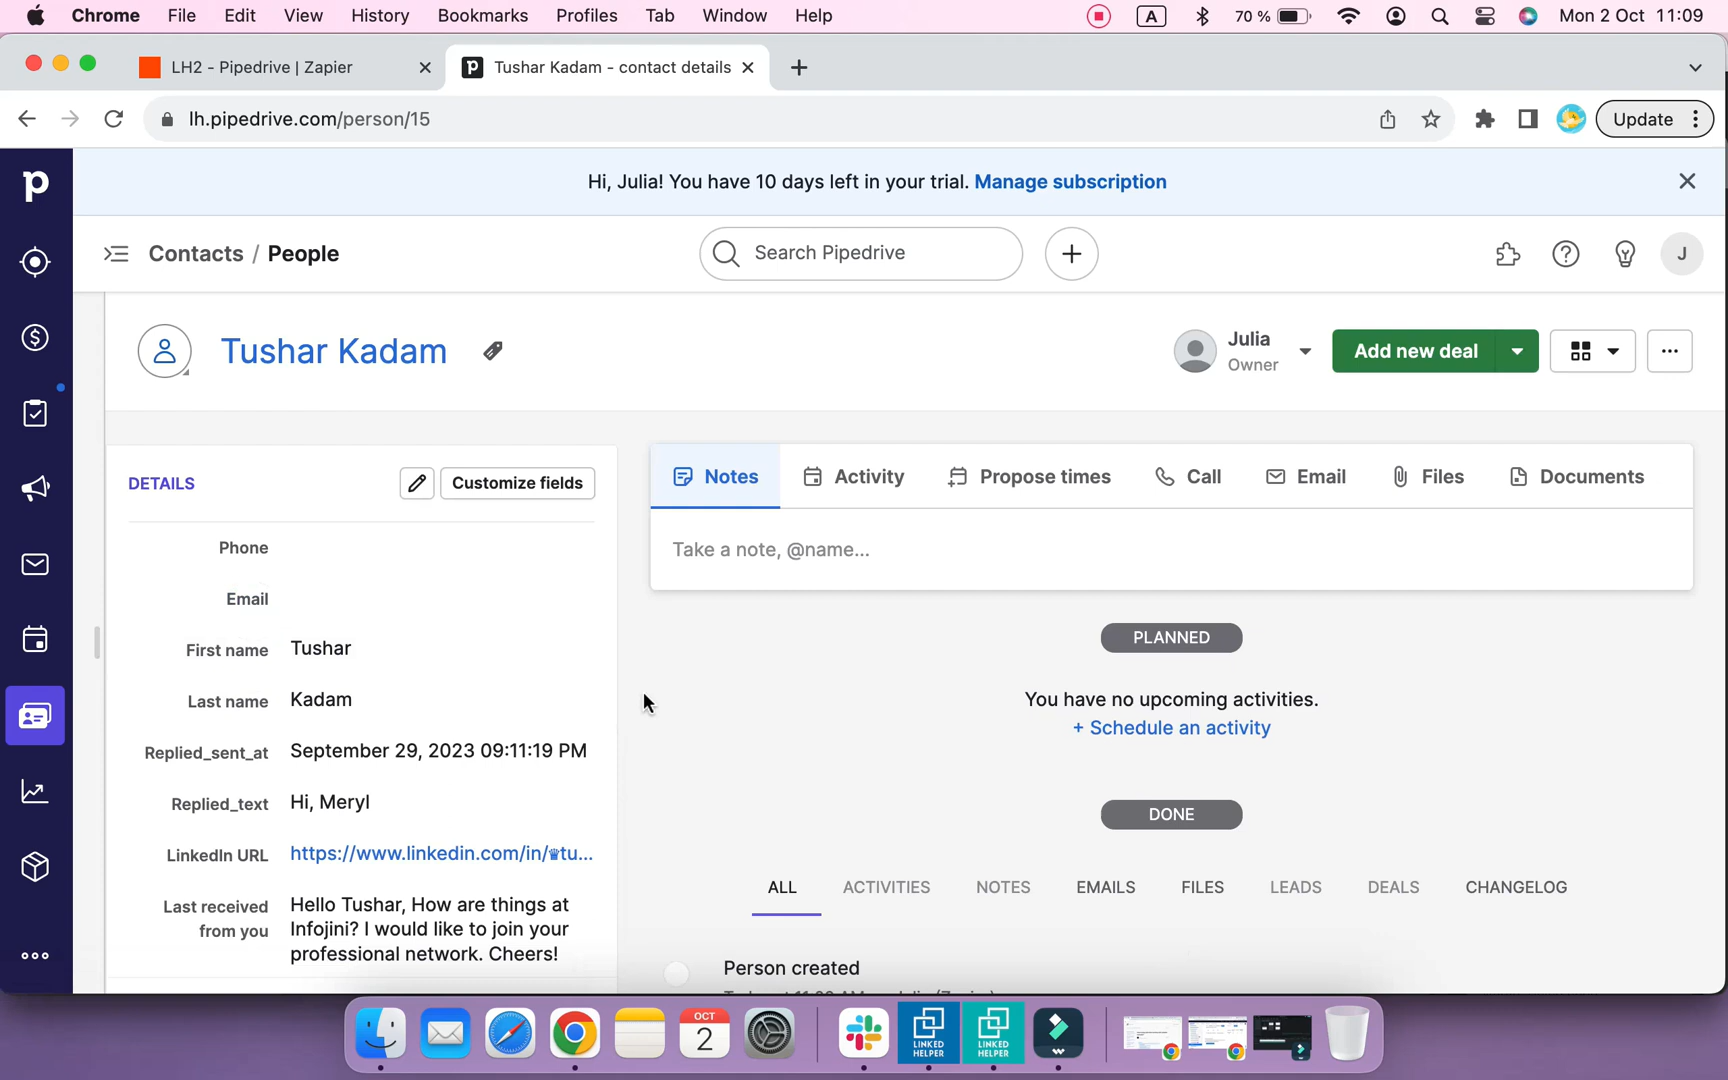 Chrome File Edit View History Bookmarks Profiles Tab Window Help A 70 % Mon 2 Oct 11:09
LH2 - Pipedrive | Zapier Tushar Kadam - contact details
lh.pipedrive.com/person/15 Update
Hi, Julia! You have 10 days left in your trial. Manage subscription
Contacts / People Search Pipedrive J
Tushar Kadam
Julia
Owner
Add new deal
DETAILS Customize fields
Notes Activity Propose times Call Email Files Documents
Take a note, @name...
Phone
Email
First name Tushar
Last name Kadam
Replied_sent_at September 29, 2023 09:11:19 PM
Replied_text Hi, Meryl
LinkedIn URL https://www.linkedin.com/in/♛tu...
Last received from you
Hello Tushar, How are things at
Infojini? I would like to join your
professional network. Cheers!
PLANNED
You have no upcoming activities.
+ Schedule an activity
DONE
ALL ACTIVITIES NOTES EMAILS FILES LEADS DEALS CHANGELOG
Person created
OCT
2
LINKED
HELPER
LINKED
HELPER